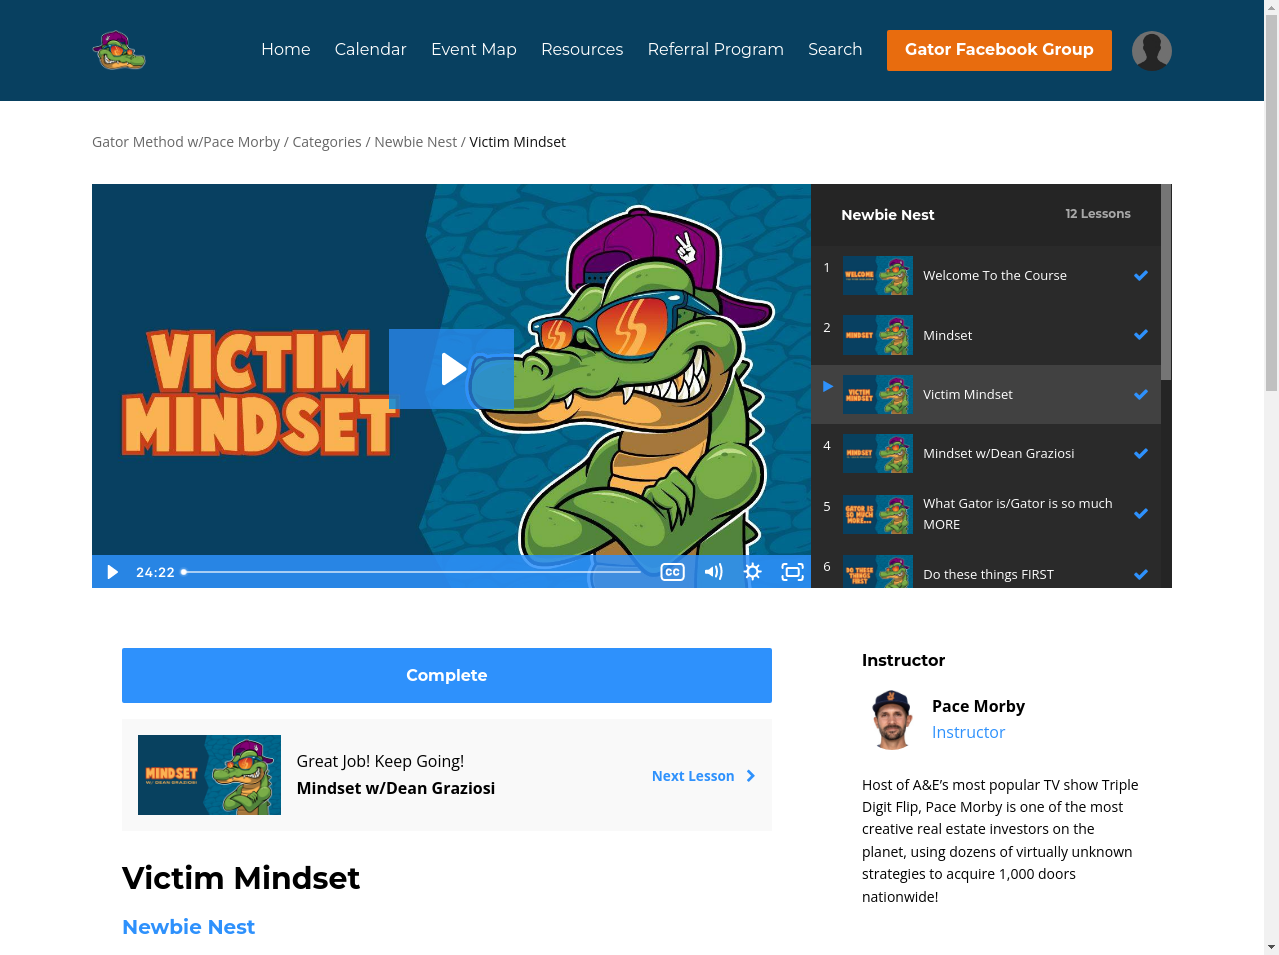 Home
Calendar
Event Map
Resources
Referral Program
Search
Gator Facebook Group
Gator Method w/Pace Morby / Categories / Newbie Nest / Victim Mindset
VICTIM
MINDSET
24:22
CC
Newbie Nest
12 Lessons
1
WELCOME
Welcome To the Course
2
MINDSET
Mindset
VICTIM
MINDSET
Victim Mindset
4
MINDSET
Mindset w/Dean Graziosi
5
GATOR IS
SO MUCH
MORE...
What Gator is/Gator is so much
MORE
6
DO THESE
THINGS
FIRST
Do these things FIRST
Complete
MINDSET
W/ DEAN GRAZIOSI
Great Job! Keep Going!
Mindset w/Dean Graziosi
Next Lesson
Victim Mindset
Newbie Nest
Instructor
Pace Morby
Instructor
Host of A&E’s most popular TV show Triple
Digit Flip, Pace Morby is one of the most
creative real estate investors on the
planet, using dozens of virtually unknown
strategies to acquire 1,000 doors
nationwide!